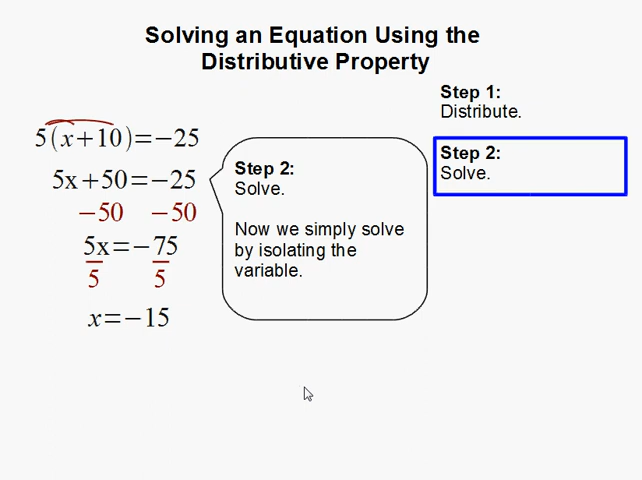 Solving an Equation Using the
Distributive Property
Step 1:
Distribute.
Step 2:
Solve.
5(x+10)=−25
5x+50=−25
−50 −50
5x=−75
5 5
x=−15
Step 2:
Solve.
Now we simply solve
by isolating the
variable.